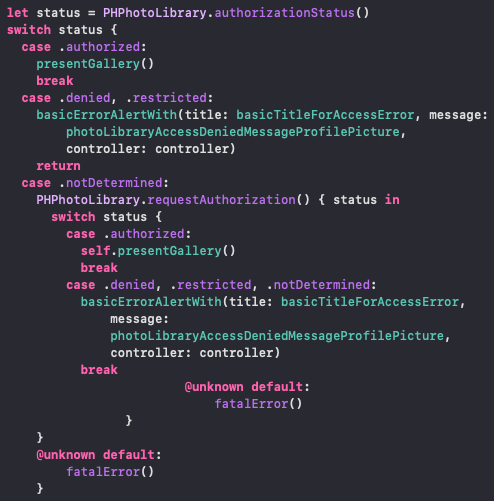 let status = PHPhotoLibrary.authorizationStatus()
switch status {
  case .authorized:
    presentGallery()
    break
  case .denied, .restricted:
    basicErrorAlertWith(title: basicTitleForAccessError, message:
        photoLibraryAccessDeniedMessageProfilePicture,
        controller: controller)
    return
  case .notDetermined:
    PHPhotoLibrary.requestAuthorization() { status in
      switch status {
        case .authorized:
          self.presentGallery()
          break
        case .denied, .restricted, .notDetermined:
          basicErrorAlertWith(title: basicTitleForAccessError,
              message:
              photoLibraryAccessDeniedMessageProfilePicture,
              controller: controller)
          break
                        @unknown default:
                            fatalError()
                }
    }
    @unknown default:
        fatalError()
    }